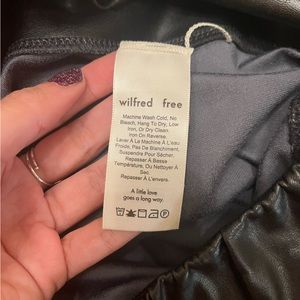 wilfred free
Machine Wash Cold, No
Bleach, Hang To Dry, Low
Iron, Or Dry Clean.
Iron On Reverse.
Laver À La Machine À L'eau
Froide, Pas De Blanchiment,
Suspendre Pour Sécher,
Repasser À Basse
Température, Ou Nettoyer À
Sec.
Repasser À L'envers.
A little love
goes a long way.